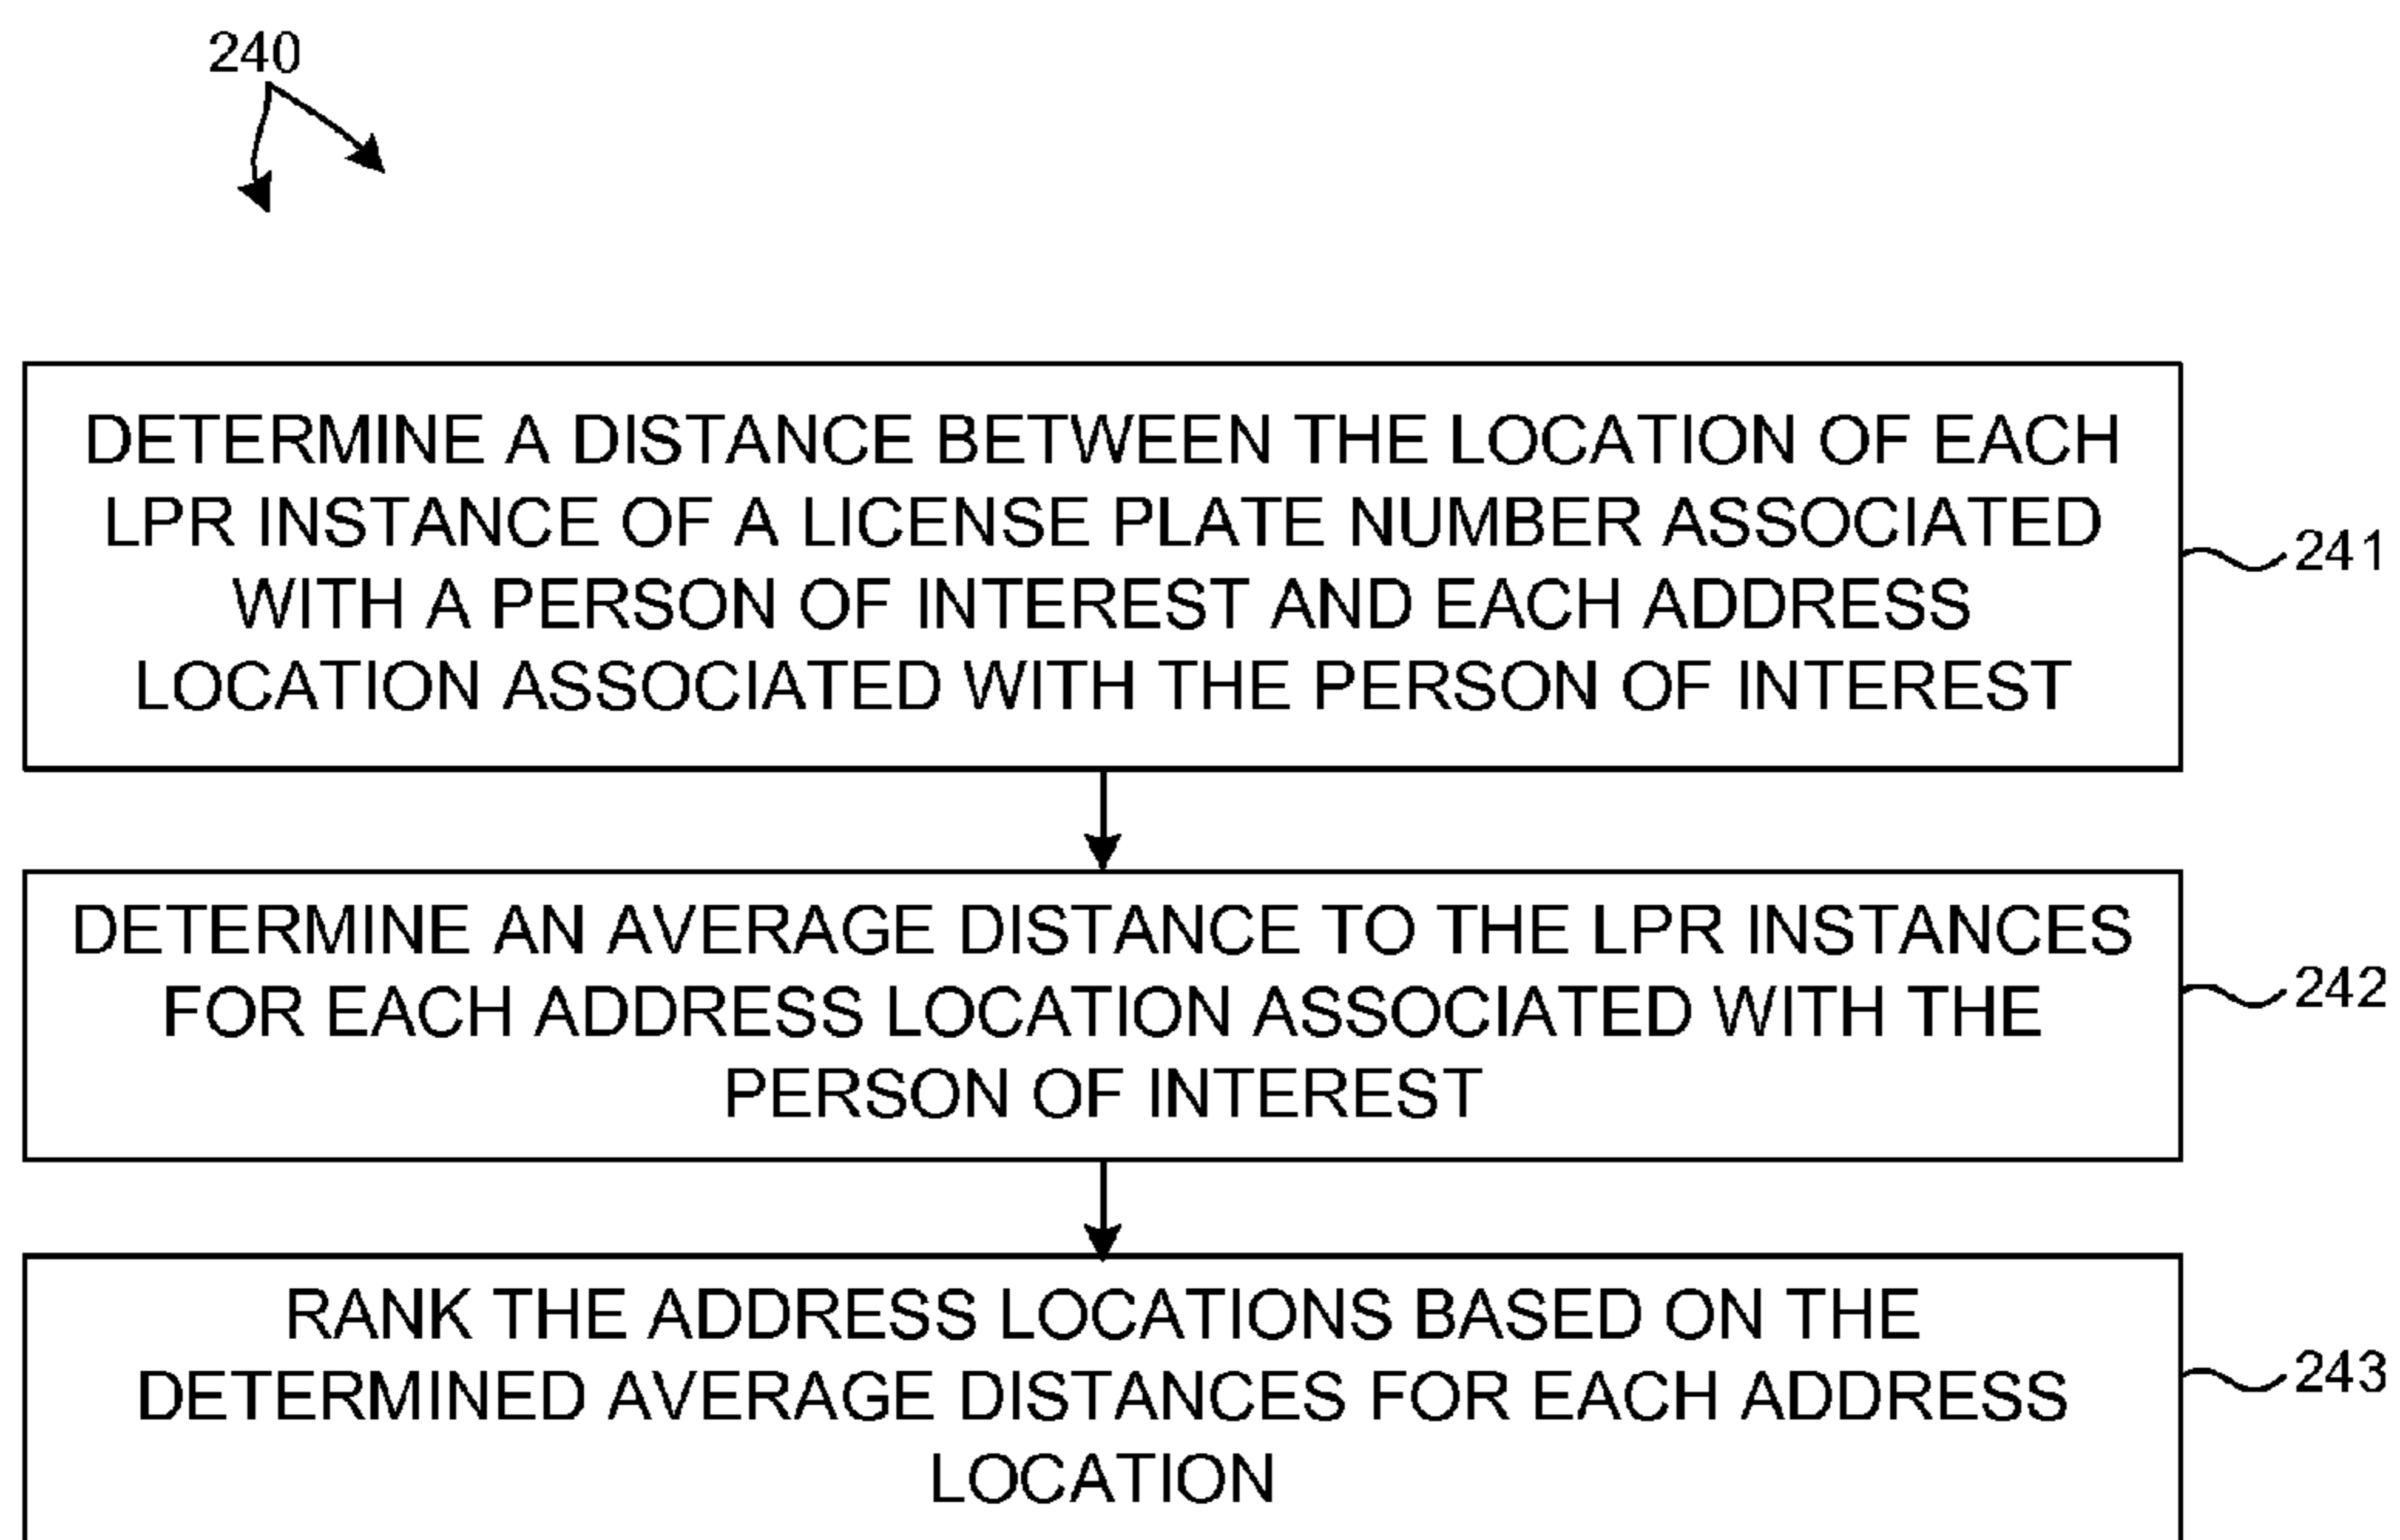 240
DETERMINE A DISTANCE BETWEEN THE LOCATION OF EACH
LPR INSTANCE OF A LICENSE PLATE NUMBER ASSOCIATED
WITH A PERSON OF INTEREST AND EACH ADDRESS
LOCATION ASSOCIATED WITH THE PERSON OF INTEREST
241
DETERMINE AN AVERAGE DISTANCE TO THE LPR INSTANCES
FOR EACH ADDRESS LOCATION ASSOCIATED WITH THE
PERSON OF INTEREST
242
RANK THE ADDRESS LOCATIONS BASED ON THE
DETERMINED AVERAGE DISTANCES FOR EACH ADDRESS
LOCATION
243